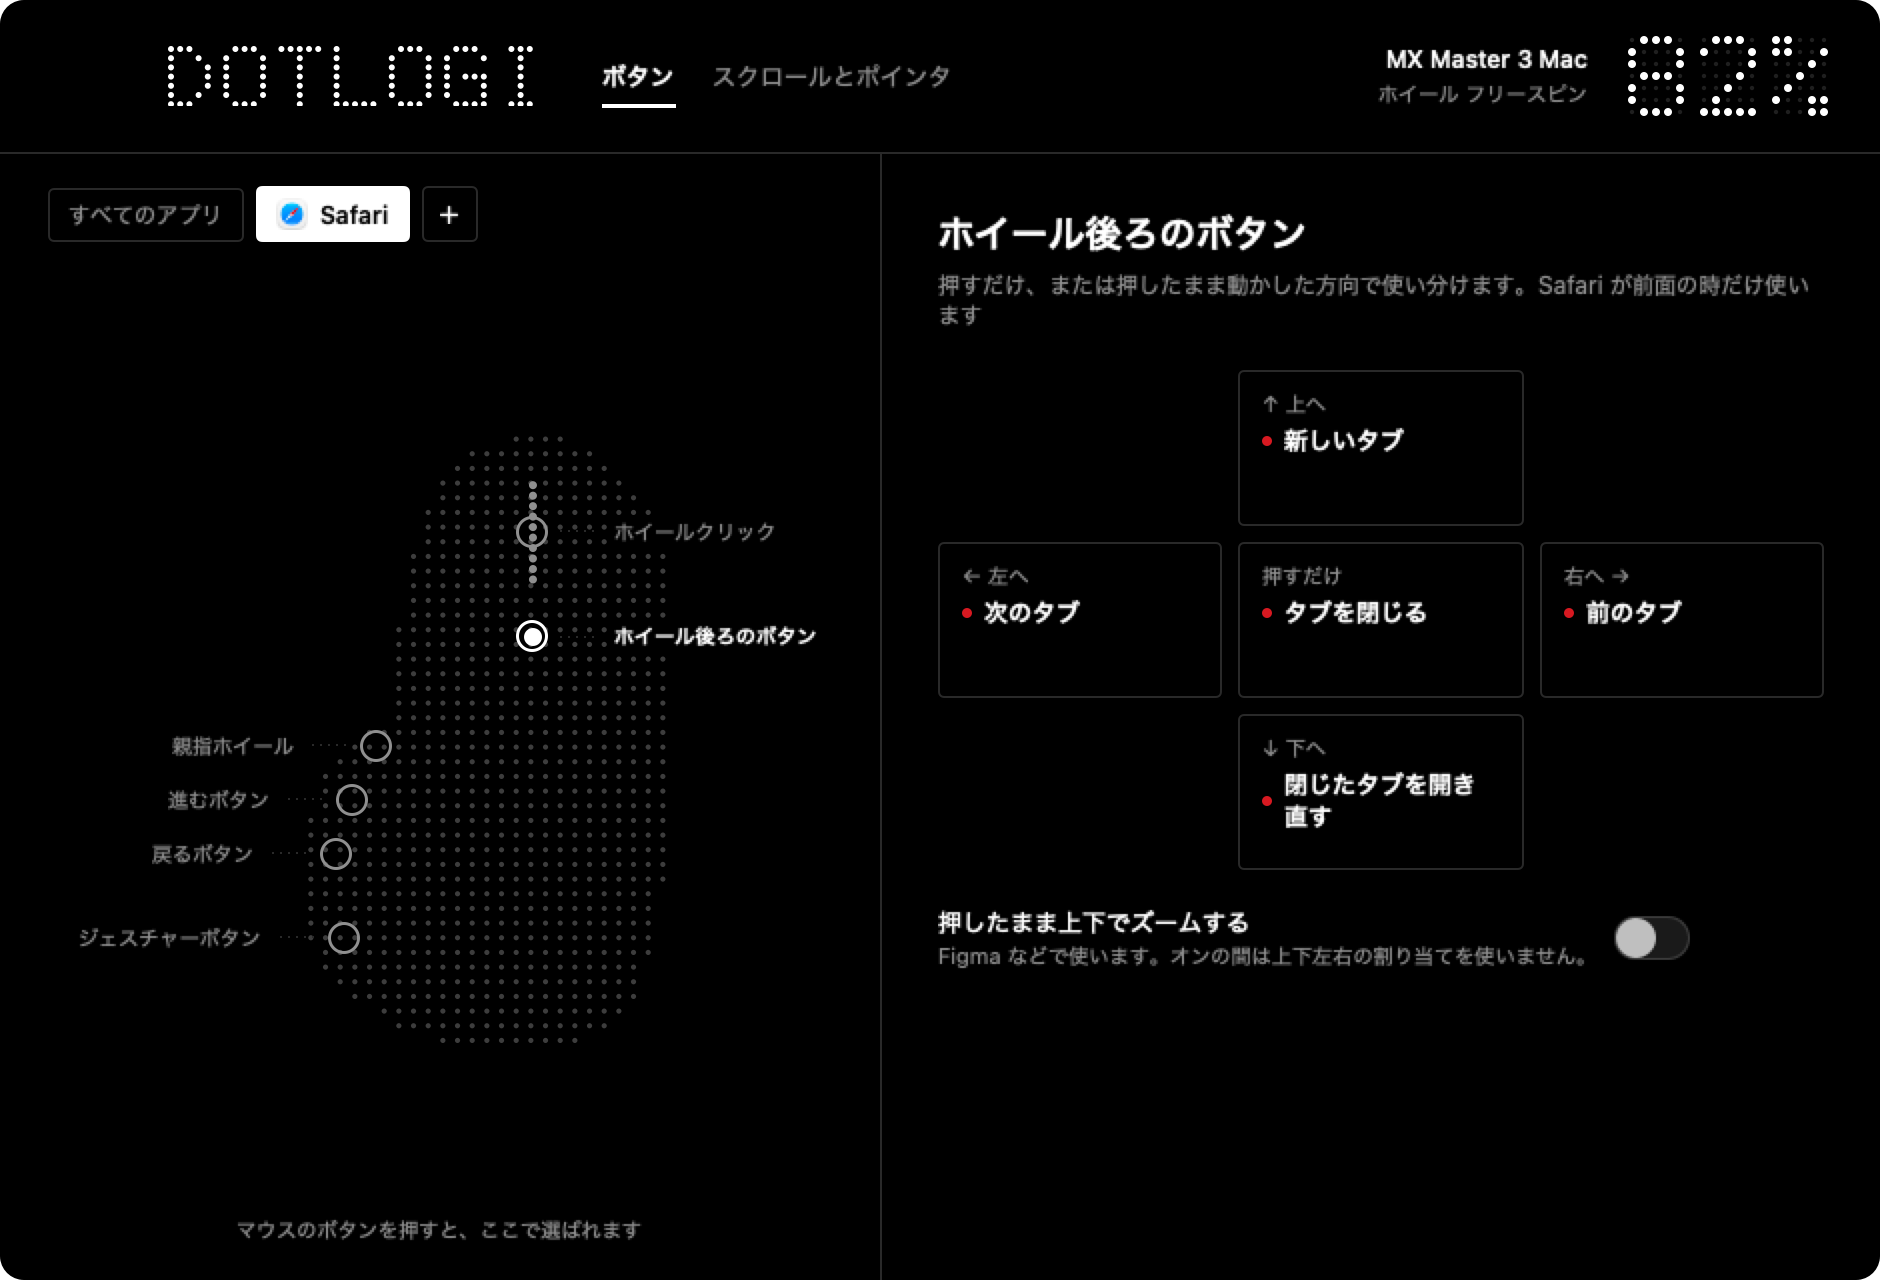 DOTLOGI
ボタン
スクロールとポインタ
MX Master 3 Mac
ホイール フリースピン
82%
すべてのアプリ
Safari
+
ホイールクリック
ホイール後ろのボタン
親指ホイール
進むボタン
戻るボタン
ジェスチャーボタン
マウスのボタンを押すと、ここで選ばれます
ホイール後ろのボタン
押すだけ、または押したまま動かした方向で使い分けます。Safari が前面の時だけ使い
ます
↑ 上へ
新しいタブ
← 左へ
次のタブ
押すだけ
タブを閉じる
右へ →
前のタブ
↓ 下へ
閉じたタブを開き
直す
押したまま上下でズームする
Figma などで使います。オンの間は上下左右の割り当てを使いません。